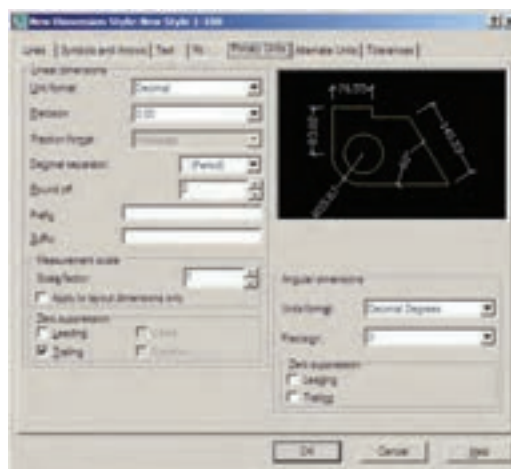 New Dimension Style: New Style 1-100
Lines
Symbols and Arrows
Text
Fit
Primary Units
Alternate Units
Tolerances
Linear dimensions
Unit format:
Decimal
Precision
0.00
Fraction format:
Decimal separator:
'.' (Period)
Round off:
Prefix:
Suffix:
Measurement scale
Scale factor:
Apply to layout dimensions only
Zero suppression
Leading
Trailing
Angular dimensions
Units format:
Decimal Degrees
Precision:
0
Zero suppression
Leading
Trailing
OK
Cancel
Help